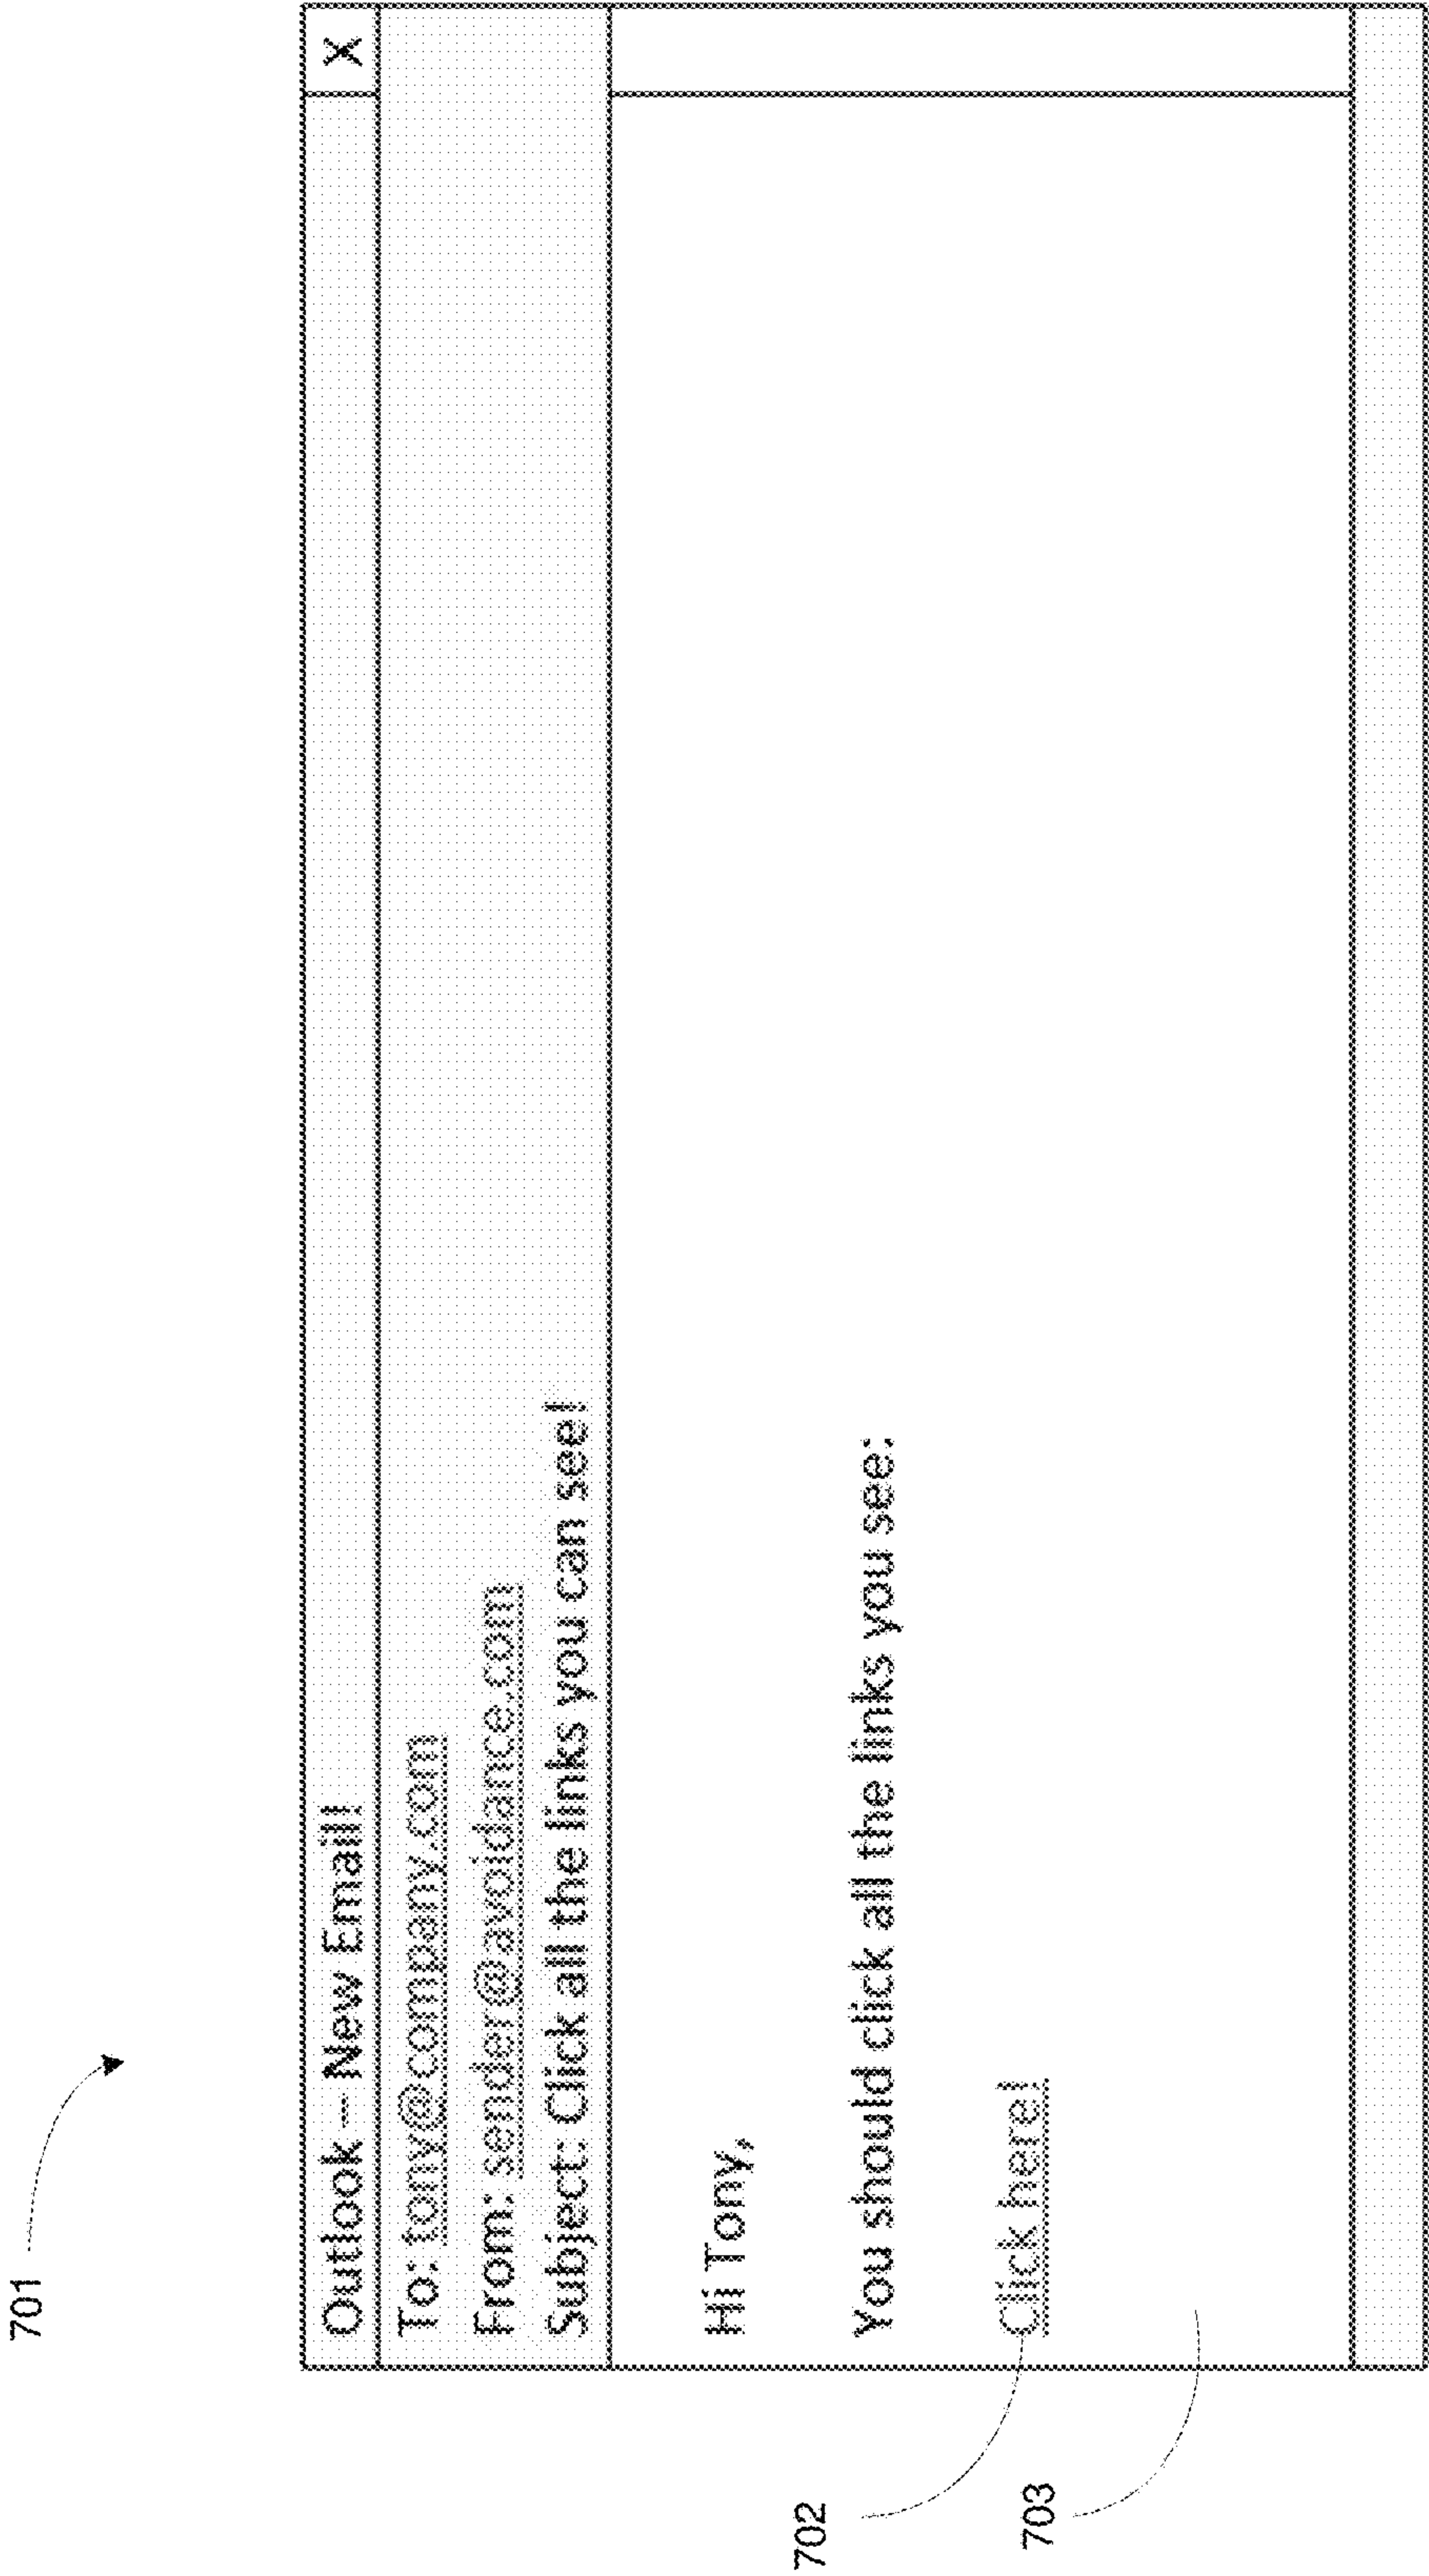 701
Outlook – New Email!
X
To: tony@company.com
From: sender@avoidance.com
Subject: Click all the links you can see!
Hi Tony,
You should click all the links you see:
702
Click here!
703